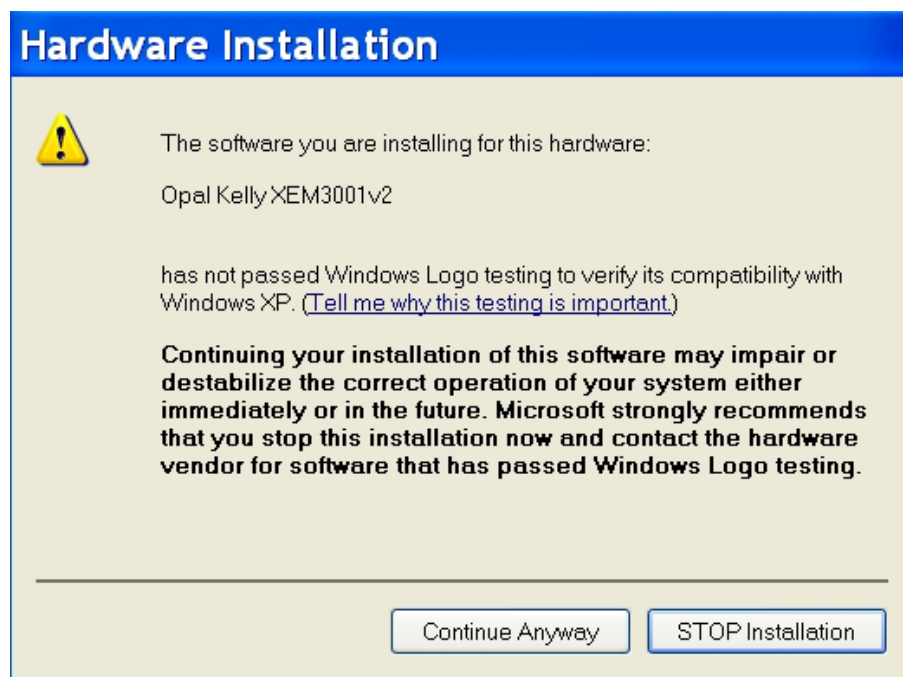 Hardware Installation
The software you are installing for this hardware:
Opal Kelly XEM3001v2
has not passed Windows Logo testing to verify its compatibility with
Windows XP. (Tell me why this testing is important.)
Continuing your installation of this software may impair or
destabilize the correct operation of your system either
immediately or in the future. Microsoft strongly recommends
that you stop this installation now and contact the hardware
vendor for software that has passed Windows Logo testing.
Continue Anyway
STOP Installation